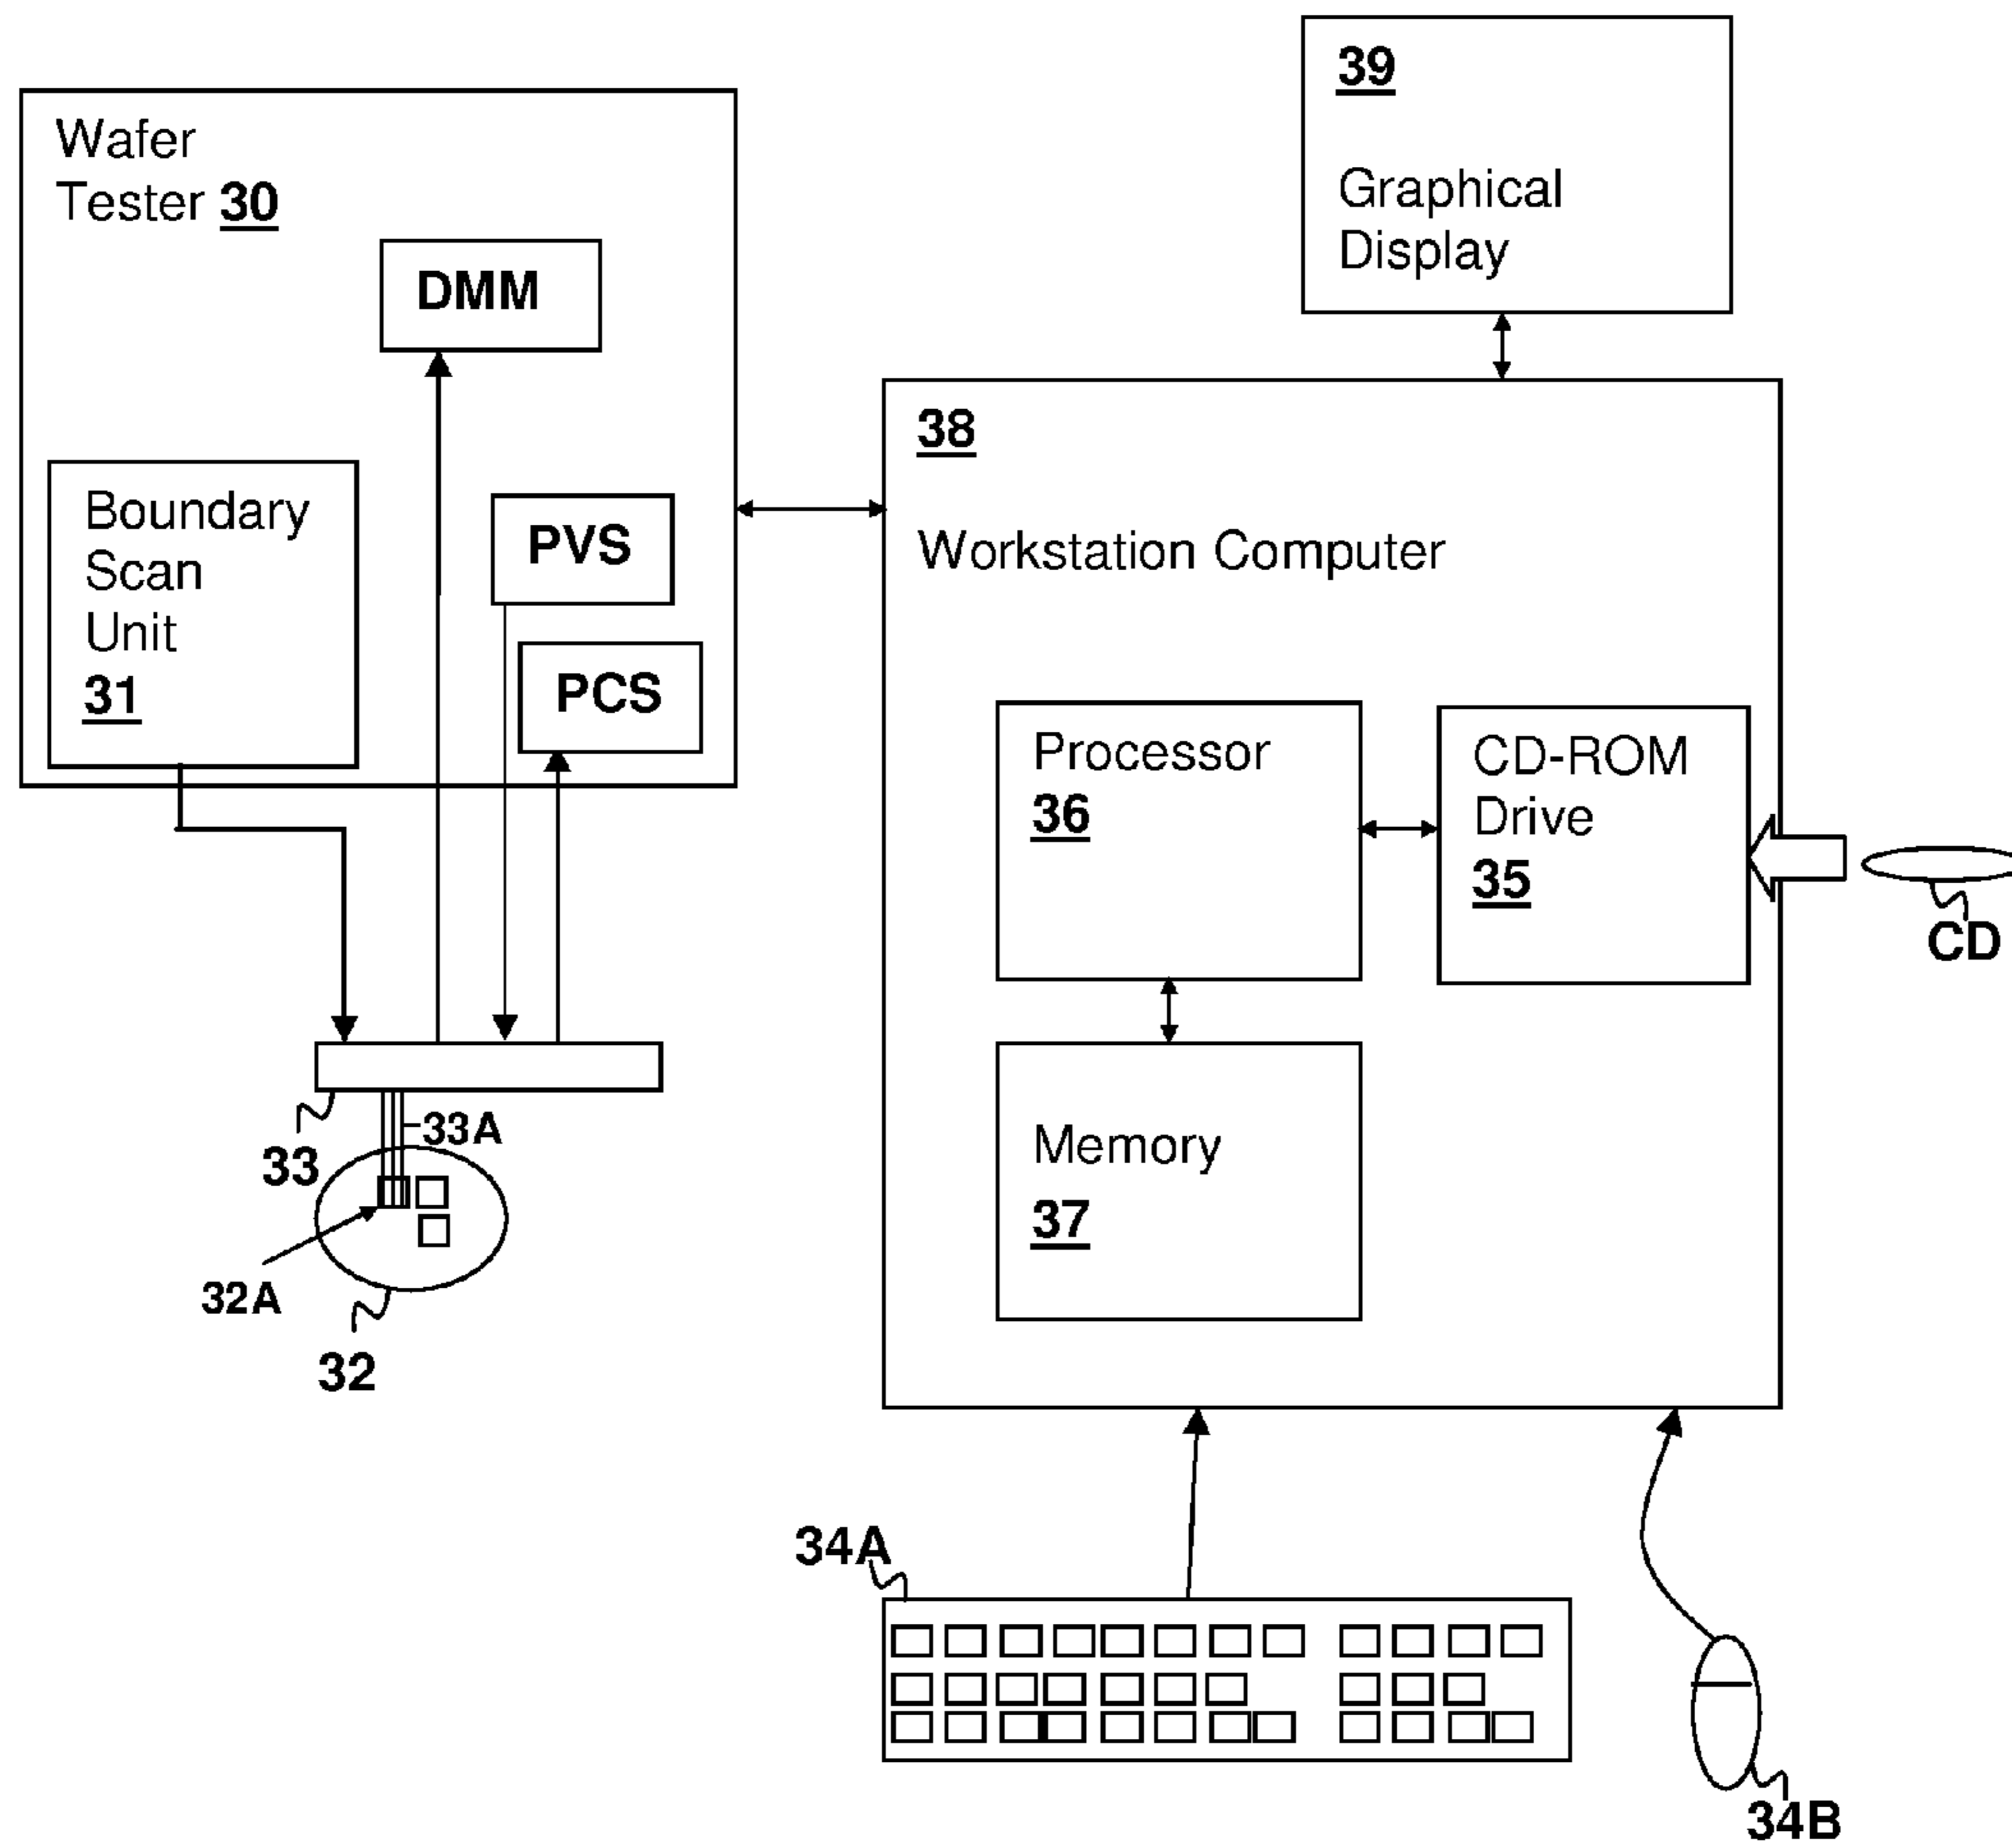 Wafer
Tester 30
DMM
Boundary
Scan
Unit
31
PVS
PCS
33
33A
32A
32
39
Graphical
Display
38
Workstation Computer
Processor
36
CD-ROM
Drive
35
CD
Memory
37
34A
34B